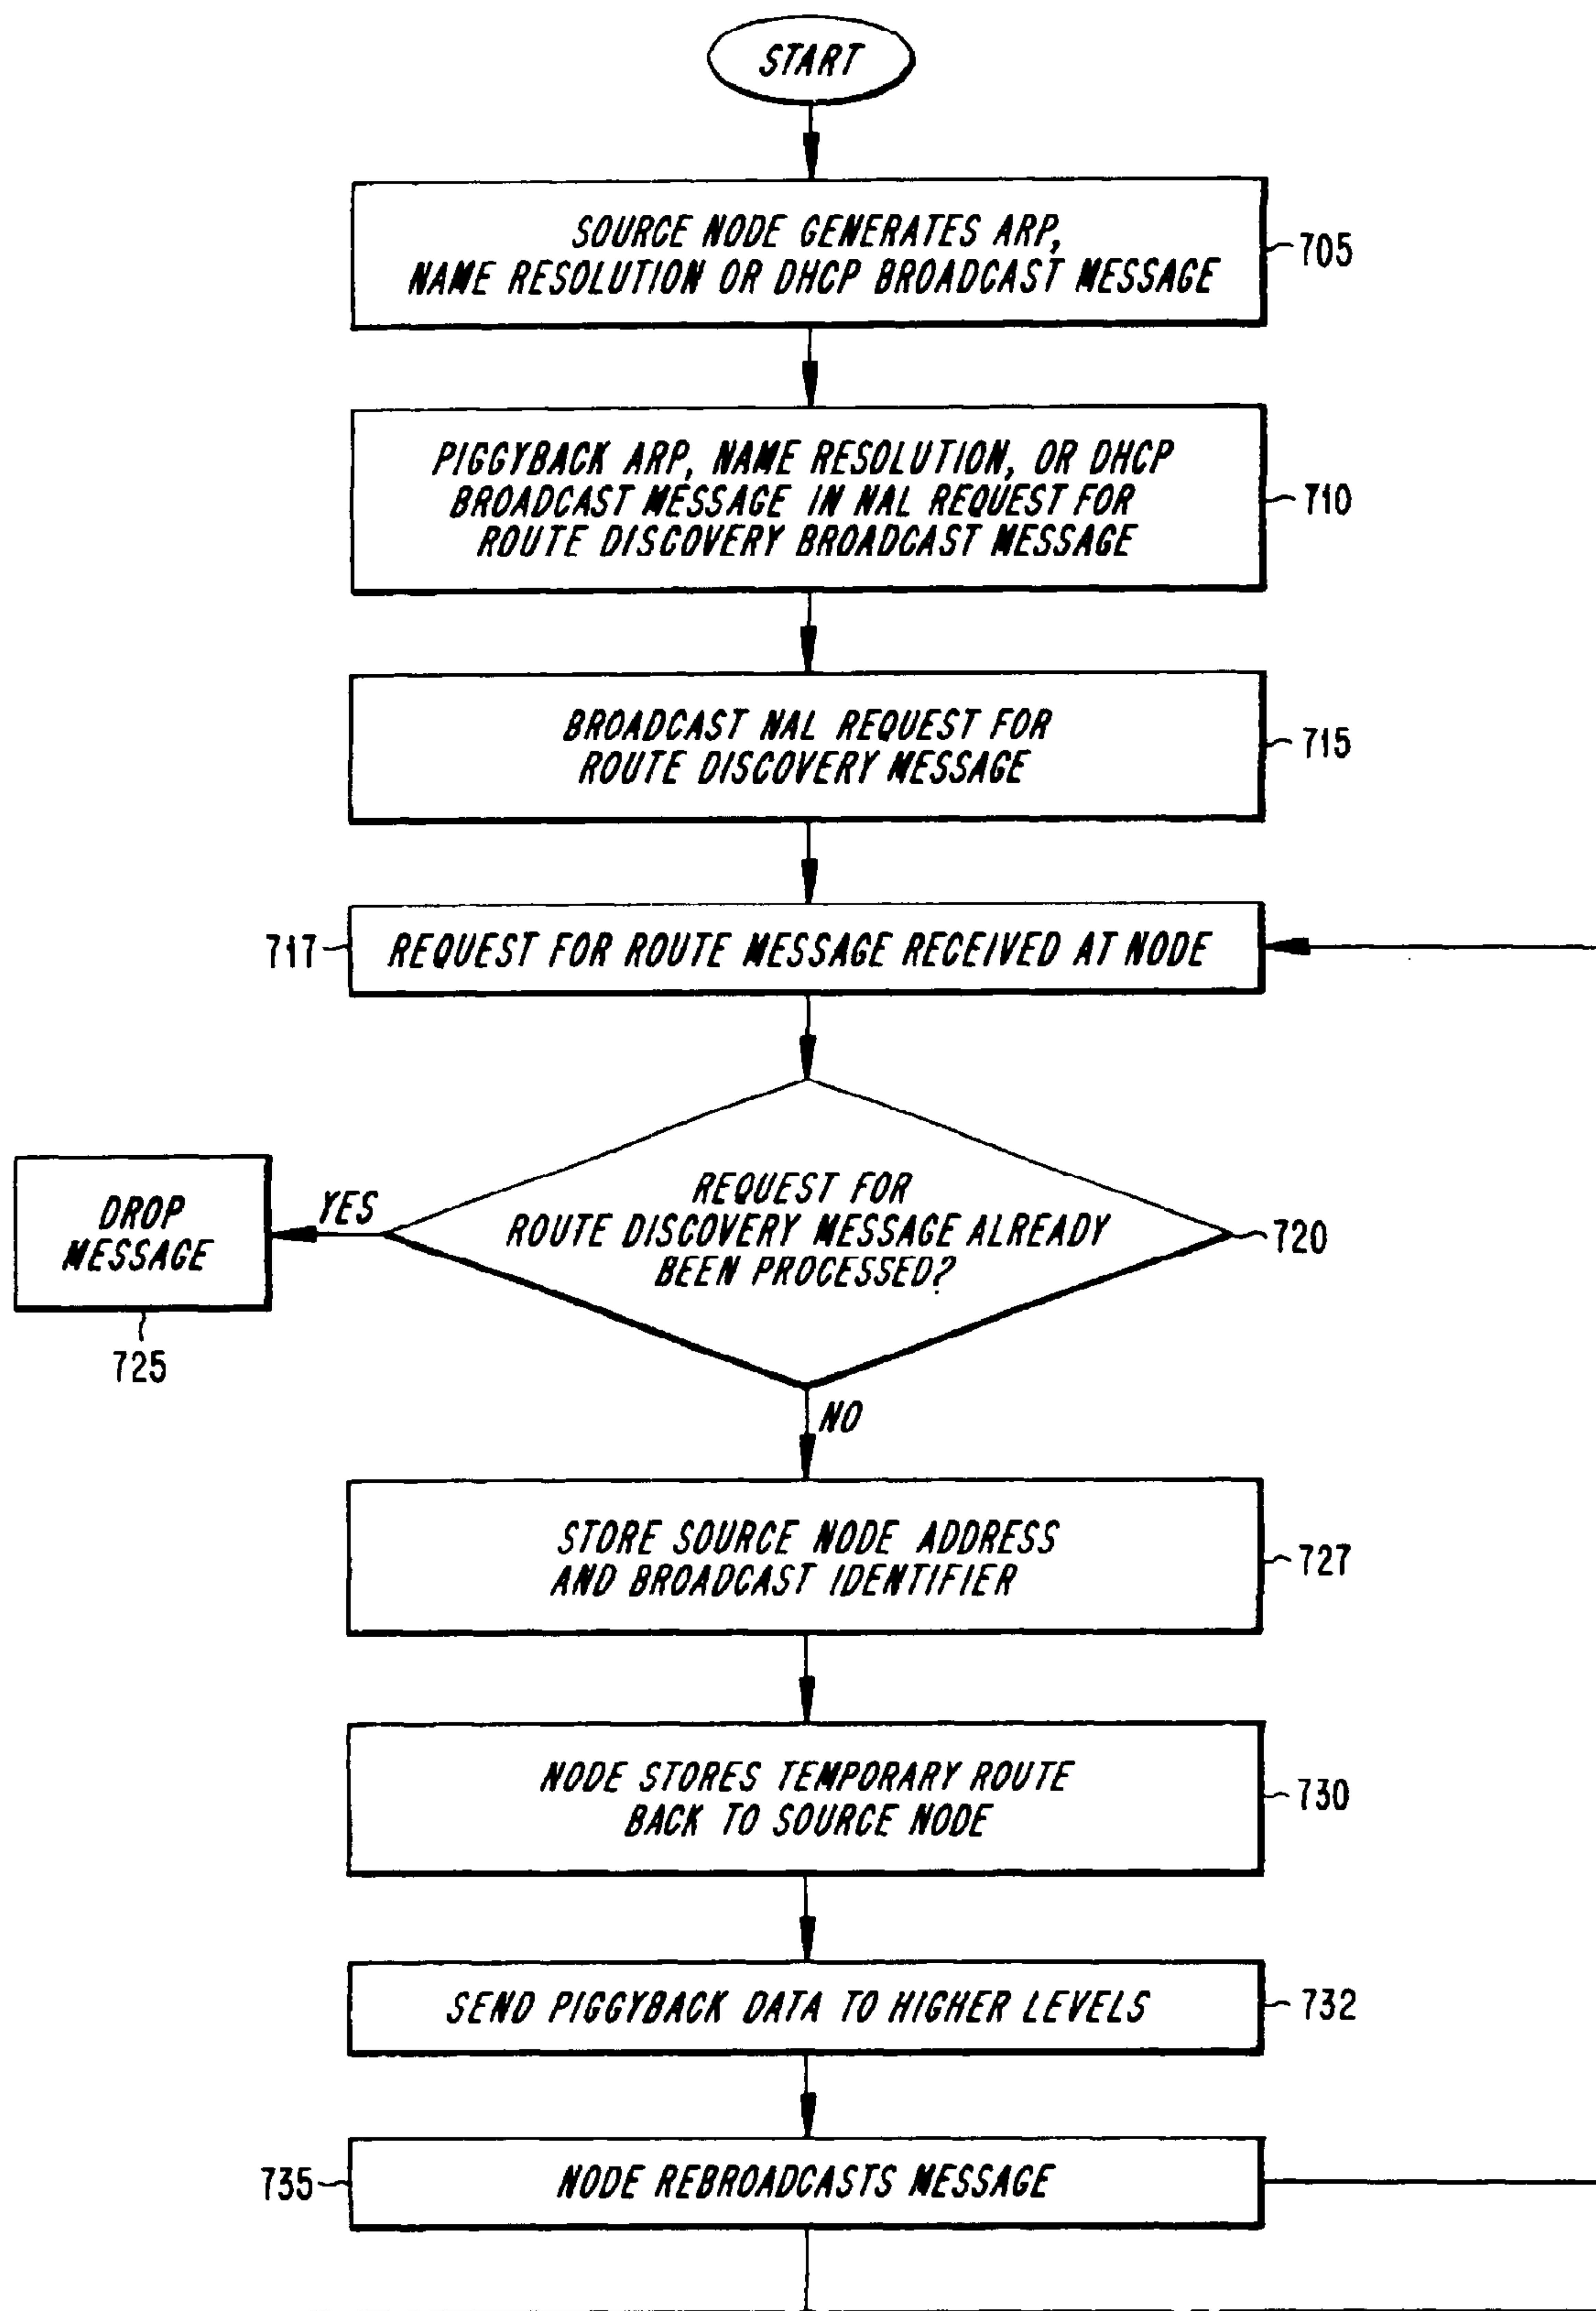 START
SOURCE NODE GENERATES ARP,
NAME RESOLUTION OR DHCP BROADCAST MESSAGE
705
PIGGYBACK ARP, NAME RESOLUTION, OR DHCP
BROADCAST MESSAGE IN NAL REQUEST FOR
ROUTE DISCOVERY BROADCAST MESSAGE
710
BROADCAST NAL REQUEST FOR
ROUTE DISCOVERY MESSAGE
715
717
REQUEST FOR ROUTE MESSAGE RECEIVED AT NODE
REQUEST FOR
ROUTE DISCOVERY MESSAGE ALREADY
BEEN PROCESSED?
720
YES
DROP
MESSAGE
725
NO
STORE SOURCE NODE ADDRESS
AND BROADCAST IDENTIFIER
727
NODE STORES TEMPORARY ROUTE
BACK TO SOURCE NODE
730
SEND PIGGYBACK DATA TO HIGHER LEVELS
732
735
NODE REBROADCASTS MESSAGE